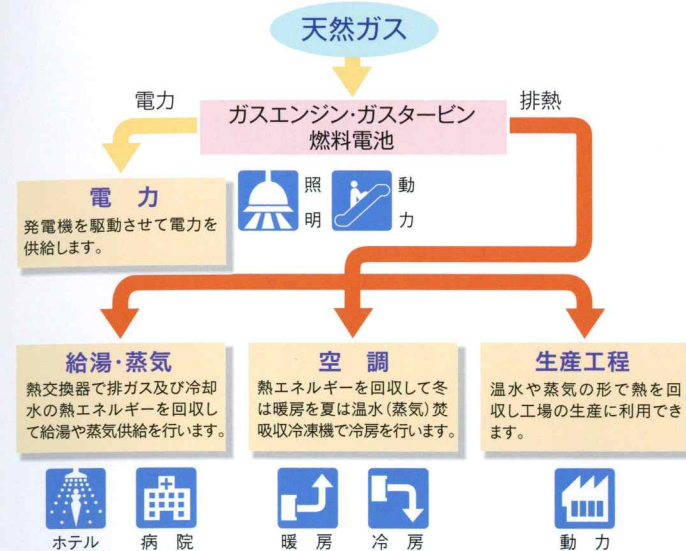 天然ガス
電力
排熱
ガスエンジン・ガスタービン
燃料電池
電力
発電機を駆動させて電力を
供給します。
照明
動力
給湯・蒸気
熱交換器で排ガス及び冷却
水の熱エネルギーを回収し
て給湯や蒸気供給を行います。
空調
熱エネルギーを回収して冬
は暖房を夏は温水(蒸気)焚
吸収冷凍機で冷房を行います。
生産工程
温水や蒸気の形で熱を回
収し工場の生産に利用でき
ます。
ホテル
病院
暖房
冷房
動力